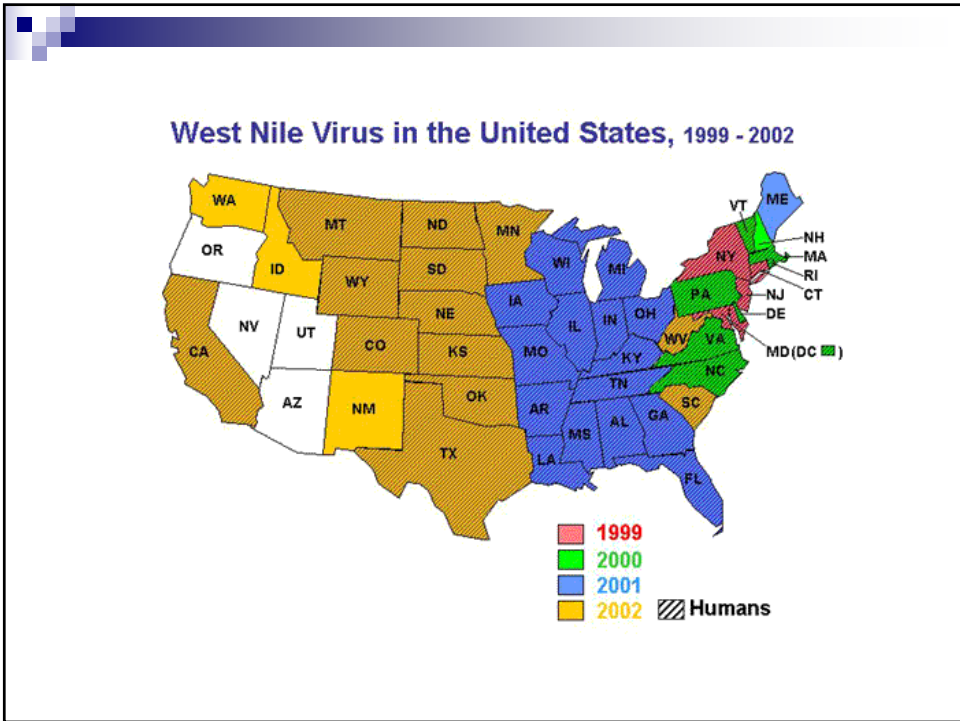 West Nile Virus in the United States, 1999 - 2002
WA
MT
ND
MN
VT
ME
OR
ID
WY
SD
WI
MI
NY
NH
MA
RI
CT
NV
UT
CO
NE
IA
IL
IN
OH
PA
NJ
DE
CA
KS
MO
KY
WV
VA
MD(DC )
AZ
NM
OK
AR
TN
NC
TX
LA
MS
AL
GA
SC
FL
1999
2000
2001
2002 Humans